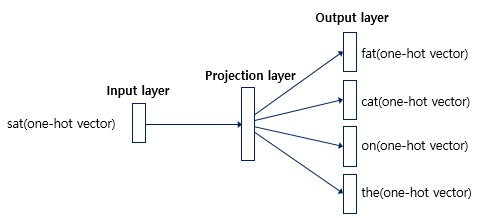 Output layer
fat(one-hot vector)
Projection layer
Input layer
cat(one-hot vector)
sat(one-hot vector)
on(one-hot vector)
the(one-hot vector)